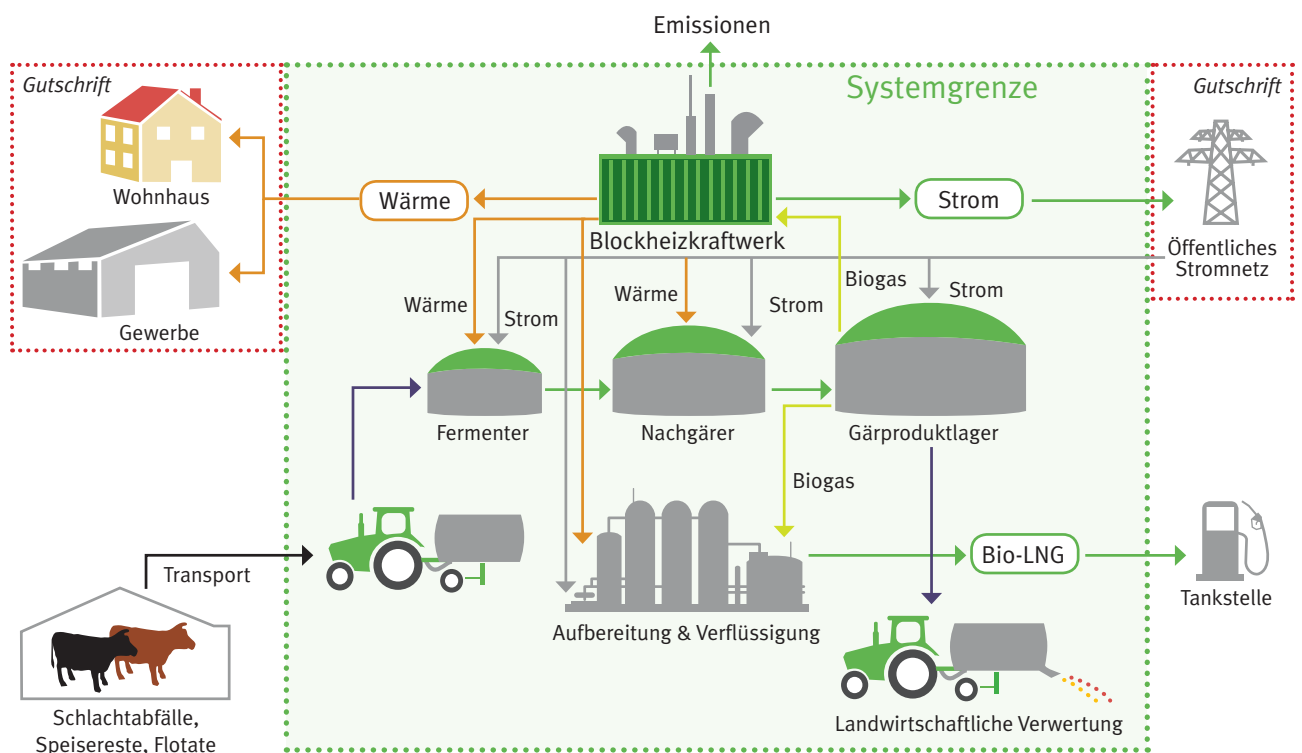 Emissionen
Gutschrift
Systemgrenze
Gutschrift
Wohnhaus
Wärme
Strom
Blockheizkraftwerk
Öffentliches
Stromnetz
Gewerbe
Wärme
Strom
Wärme
Strom
Biogas
Strom
Fermenter
Nachgärer
Gärproduktlager
Biogas
Transport
Bio-LNG
Tankstelle
Aufbereitung & Verflüssigung
Schlachtabfälle,
Speisereste, Flotate
Landwirtschaftliche Verwertung